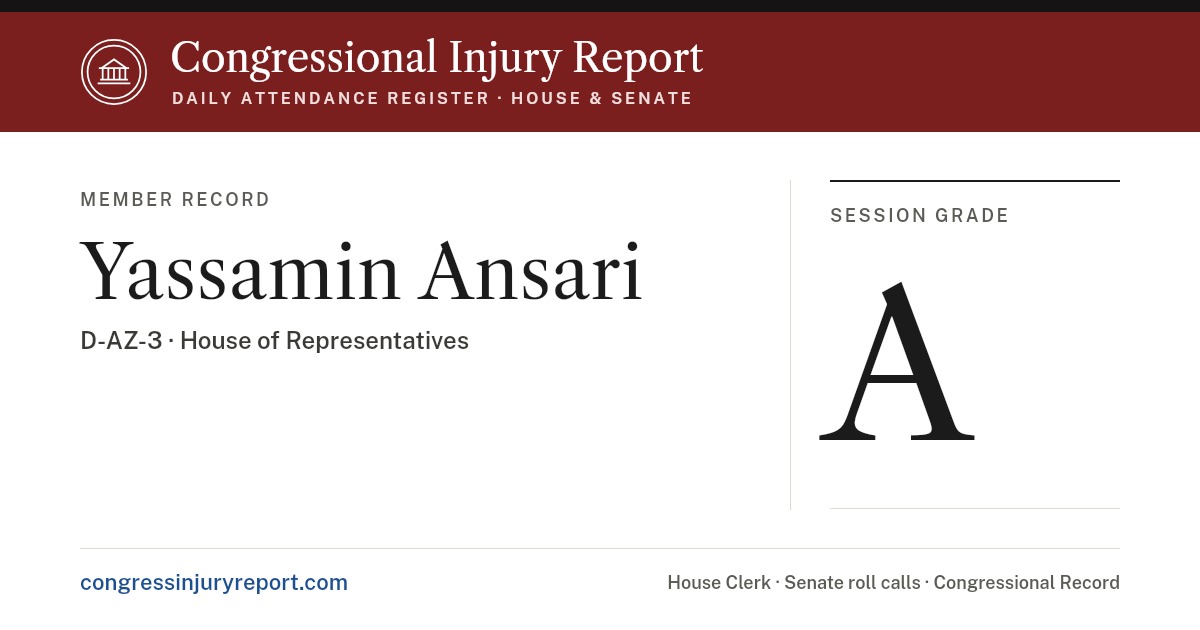 Congressional Injury Report
DAILY ATTENDANCE REGISTER · HOUSE & SENATE
MEMBER RECORD
Yassamin Ansari
D-AZ-3 · House of Representatives
SESSION GRADE
A
congressinjuryreport.com
House Clerk · Senate roll calls · Congressional Record